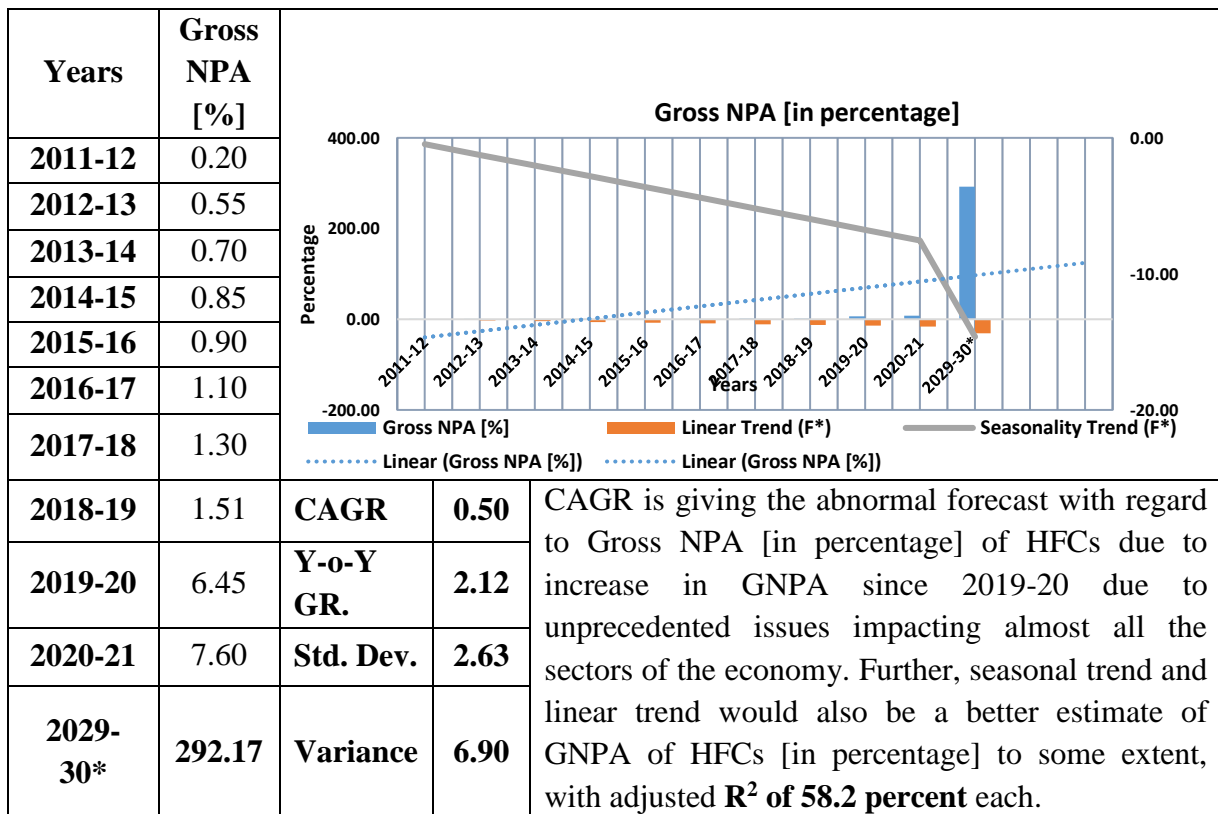 Years
Gross
NPA
[%]
2011-12 0.20
2012-13 0.55
2013-14 0.70
2014-15 0.85
2015-16 0.90
2016-17 1.10
2017-18 1.30
Gross NPA [in percentage]
400.00
200.00
0.00
-200.00
Percentage
0.00
-10.00
-20.00
2011-12
2012-13
2013-14
2014-15
2015-16
2016-17
2017-18
2018-19
2019-20
2020-21
2029-30*
Years
Gross NPA [%] Linear Trend (F*) Seasonality Trend (F*)
Linear (Gross NPA [%]) Linear (Gross NPA [%])
2018-19 1.51 CAGR 0.50
2019-20 6.45 Y-o-Y
GR. 2.12
2020-21 7.60 Std. Dev. 2.63
2029-
30* 292.17 Variance 6.90
CAGR is giving the abnormal forecast with regard
to Gross NPA [in percentage] of HFCs due to
increase in GNPA since 2019-20 due to
unprecedented issues impacting almost all the
sectors of the economy. Further, seasonal trend and
linear trend would also be a better estimate of
GNPA of HFCs [in percentage] to some extent,
with adjusted R² of 58.2 percent each.